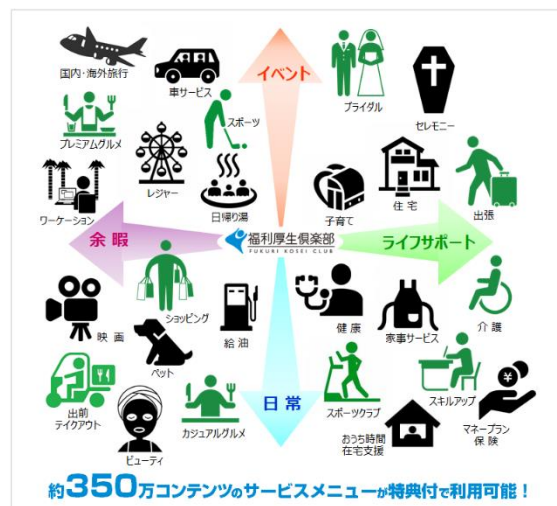 イベント
国内・海外旅行
車サービス
ブライダル
セレモニー
プレミアムグルメ
スポーツ
レジャー
ワーケーション
日帰り湯
子育て
住宅
出張
余暇
福利厚生倶楽部
FUKURI KOSEI CLUB
ライフサポート
映画
ショッピング
給油
健康
家事サービス
介護
ペット
出前
テイクアウト
ビューティ
カジュアルグルメ
日常
スポーツクラブ
おうち時間
在宅支援
スキルアップ
¥
マネープラン
保険
約350万コンテンツのサービスメニューが特典付で利用可能！